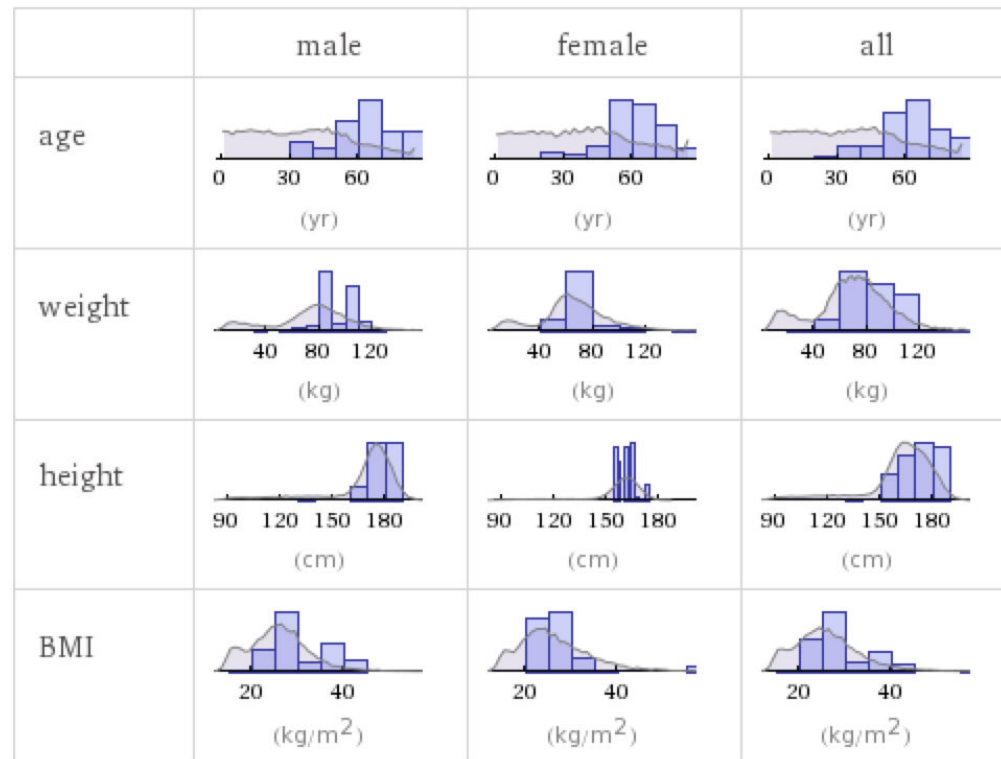 male female all
age
0 30 60
(yr)
0 30 60
(yr)
0 30 60
(yr)
weight
40 80 120
(kg)
40 80 120
(kg)
40 80 120
(kg)
height
90 120 150 180
(cm)
90 120 150 180
(cm)
90 120 150 180
(cm)
BMI
20 40
(kg/m²)
20 40
(kg/m²)
20 40
(kg/m²)